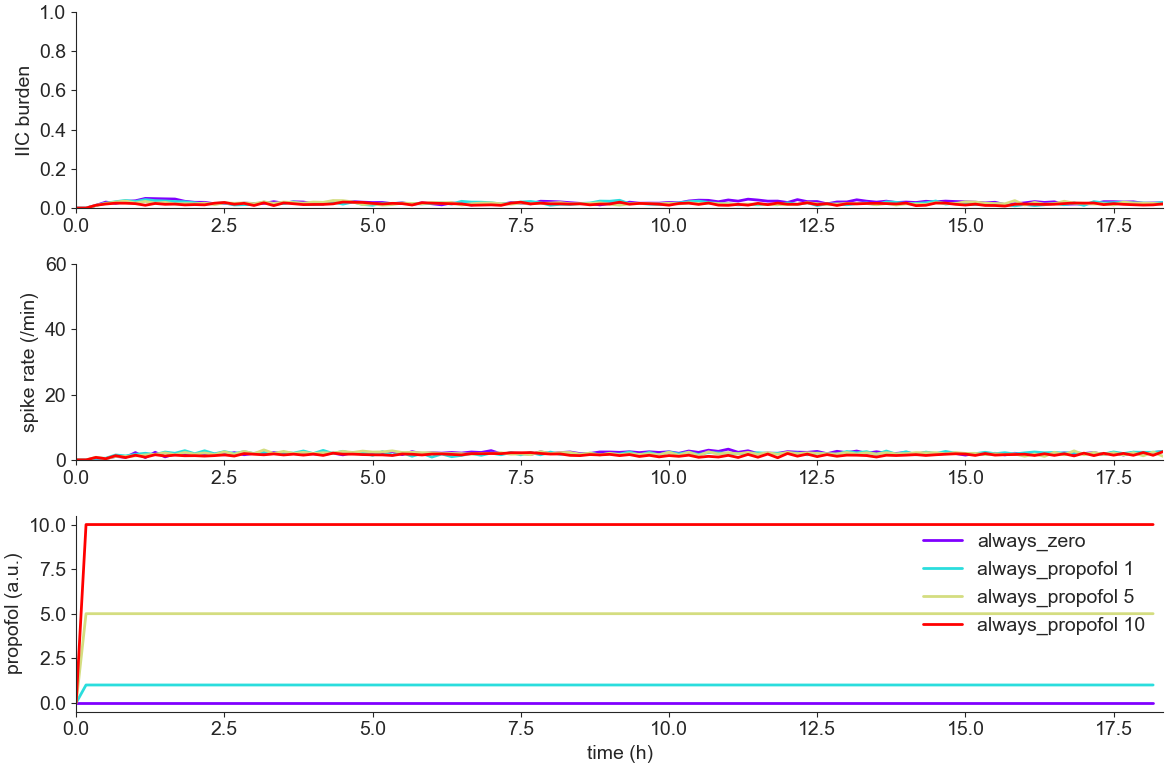 1.0
0.8
0.6
0.4
0.2
0.0
IIC burden
0.0 2.5 5.0 7.5 10.0 12.5 15.0 17.5
60
40
20
0
spike rate (/min)
0.0 2.5 5.0 7.5 10.0 12.5 15.0 17.5
10.0
7.5
5.0
2.5
0.0
propofol (a.u.)
always_zero
always_propofol 1
always_propofol 5
always_propofol 10
0.0 2.5 5.0 7.5 10.0 12.5 15.0 17.5
time (h)